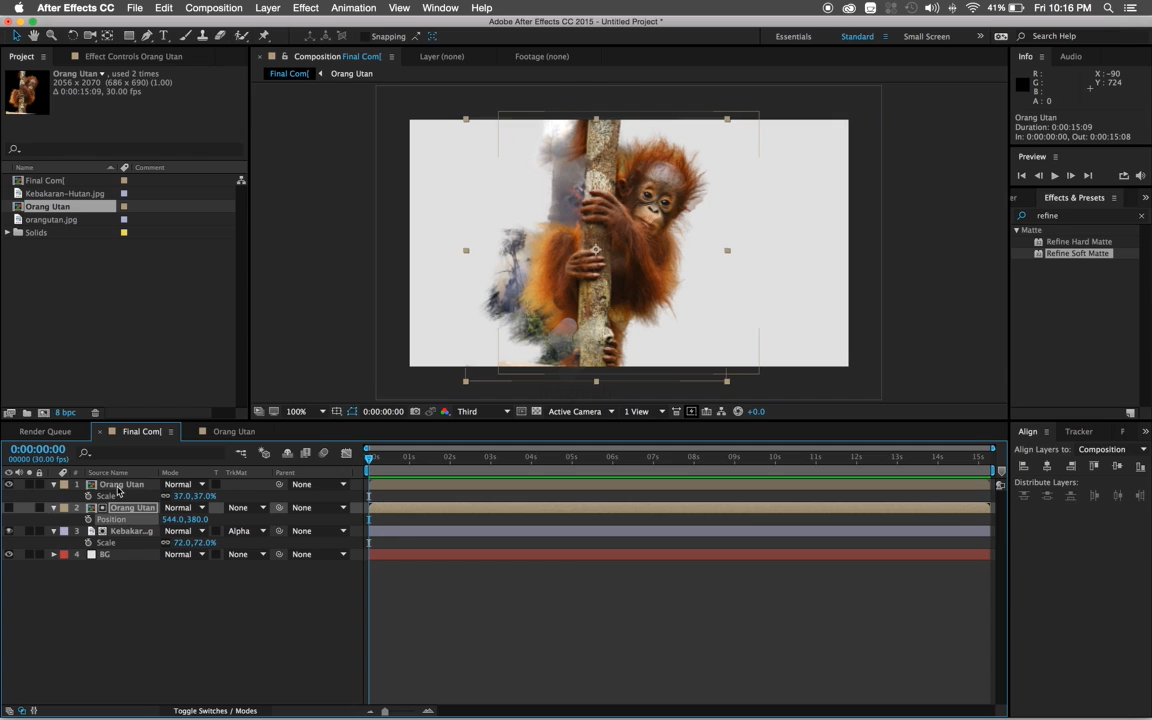 After Effects CC File Edit Composition Layer Effect Animation View Window Help 41% Fri 10:16 PM
Adobe After Effects CC 2015 - Untitled Project *
Snapping Essentials Standard Small Screen Search Help
Project Effect Controls Orang Utan Composition Final Com[ Layer (none) Footage (none) Info Audio
Final Com[ Orang Utan
Orang Utan , used 2 times
2056 x 2070 (686 x 690) (1.00)
Δ 0:00:15:09, 30.00 fps
R :
G :
B :
A : 0
X : -90
Y : 724
Orang Utan
Duration: 0:00:15:09
In: 0:00:00:00, Out: 0:00:15:08
Preview
Name Comment
Final Com[
Kebakaran-Hutan.jpg
Orang Utan
orangutan.jpg
Solids
er Effects & Presets
refine
Matte
Refine Hard Matte
Refine Soft Matte
8 bpc 100% 0:00:00:00 Third Active Camera 1 View +0.0
Render Queue Final Com[ Orang Utan
0:00:00:00
00000 (30.00 fps)
# Source Name Mode T TrkMat Parent
0s 01s 02s 03s 04s 05s 06s 07s 08s 09s 10s 11s 12s 13s 14s 15s
1 Orang Utan Normal None
Scale 37.0,37.0%
2 Orang Utan Normal None None
Position 544.0,380.0
3 Kebakar...g Normal Alpha None
Scale 72.0,72.0%
4 BG Normal None None
Align Tracker P
Align Layers to: Composition
Distribute Layers:
Toggle Switches / Modes